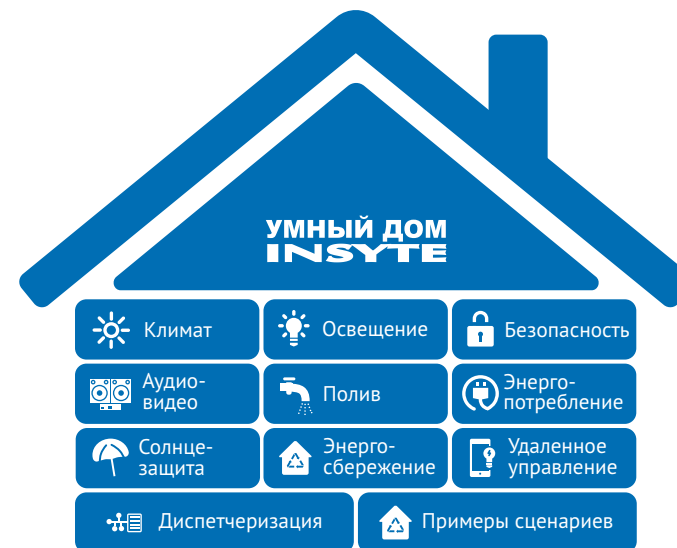 УМНЫЙ ДОМ
INSYTE
Климат
Освещение
Безопасность
Аудио-
видео
Полив
Энерго-
потребление
Солнце-
защита
Энерго-
сбережение
Удаленное
управление
Диспетчеризация
Примеры сценариев